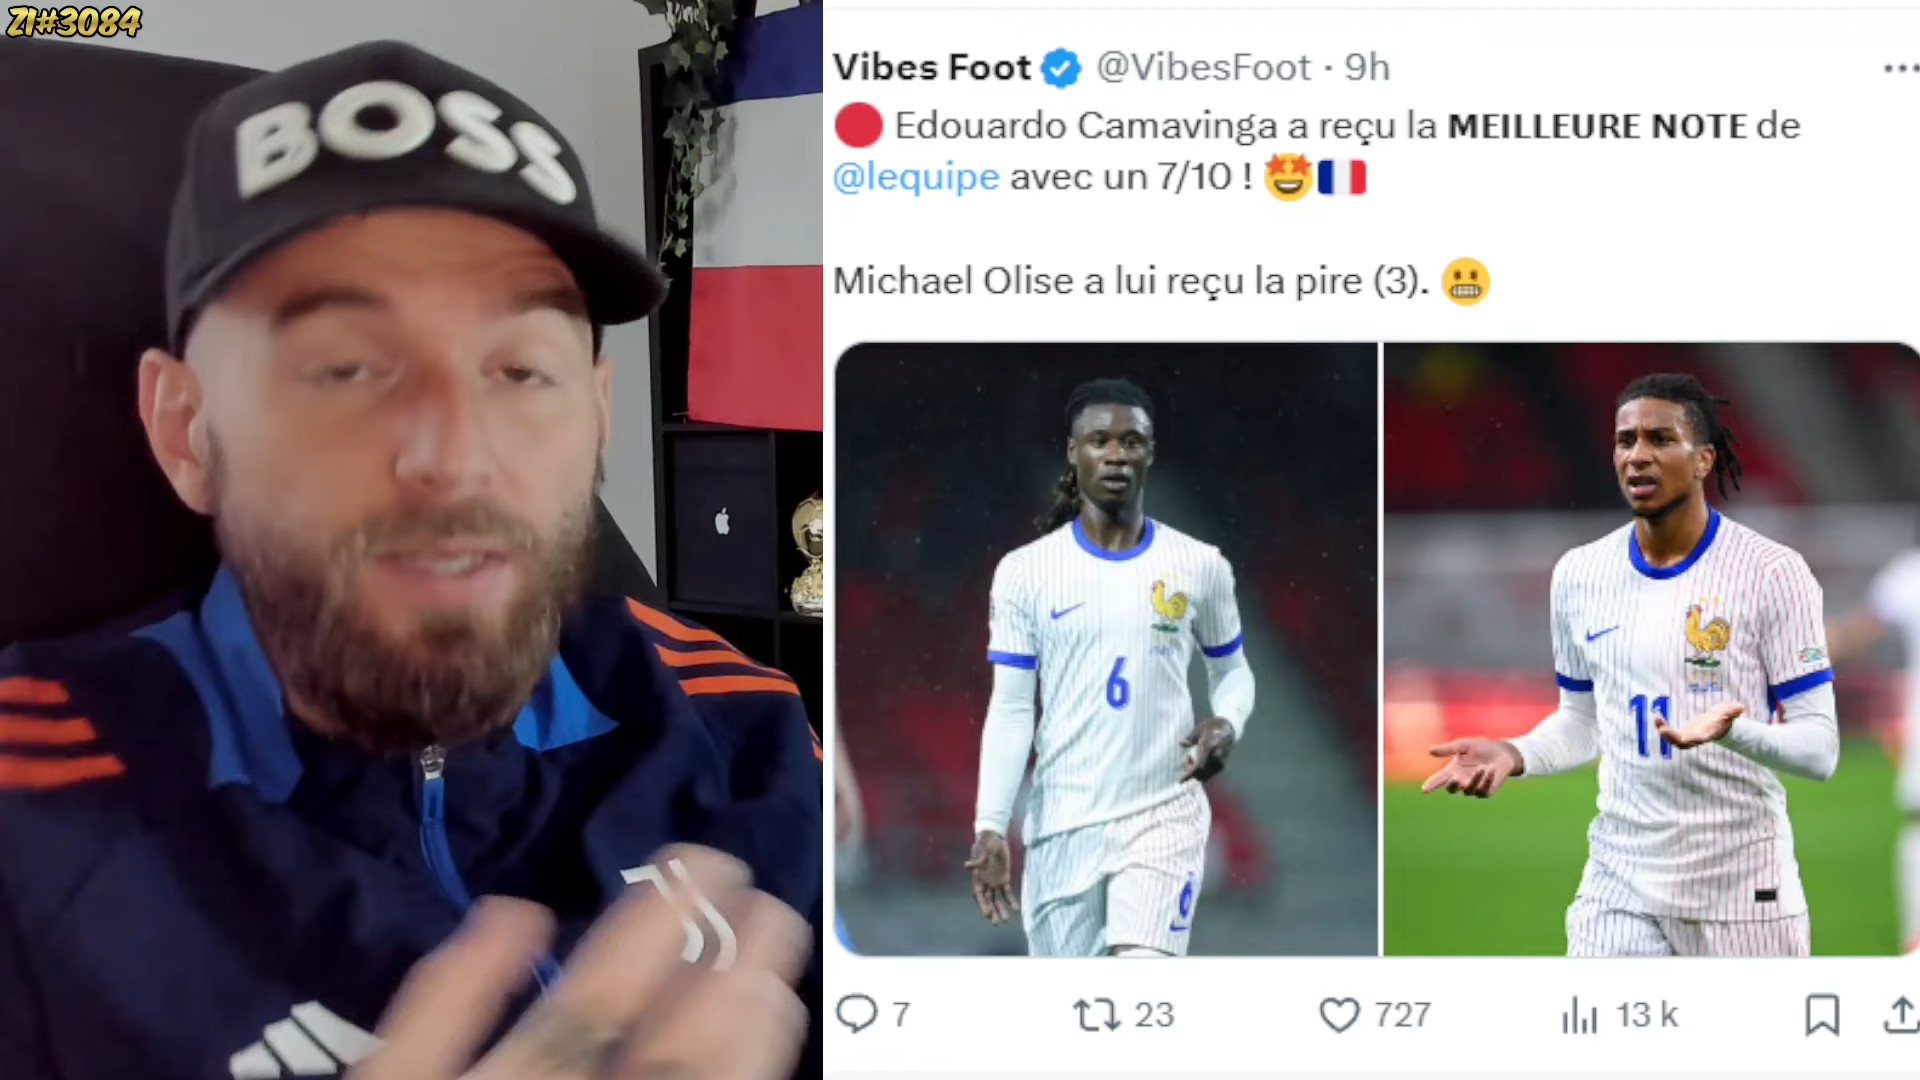 ZI#3084
BOSS
Vibes Foot @VibesFoot · 9h
🔴 Edouardo Camavinga a reçu la MEILLEURE NOTE de
@lequipe avec un 7/10 ! 🤩🇫🇷
Michael Olise a lui reçu la pire (3). 😬
6
6
11
7 23 727 13 k